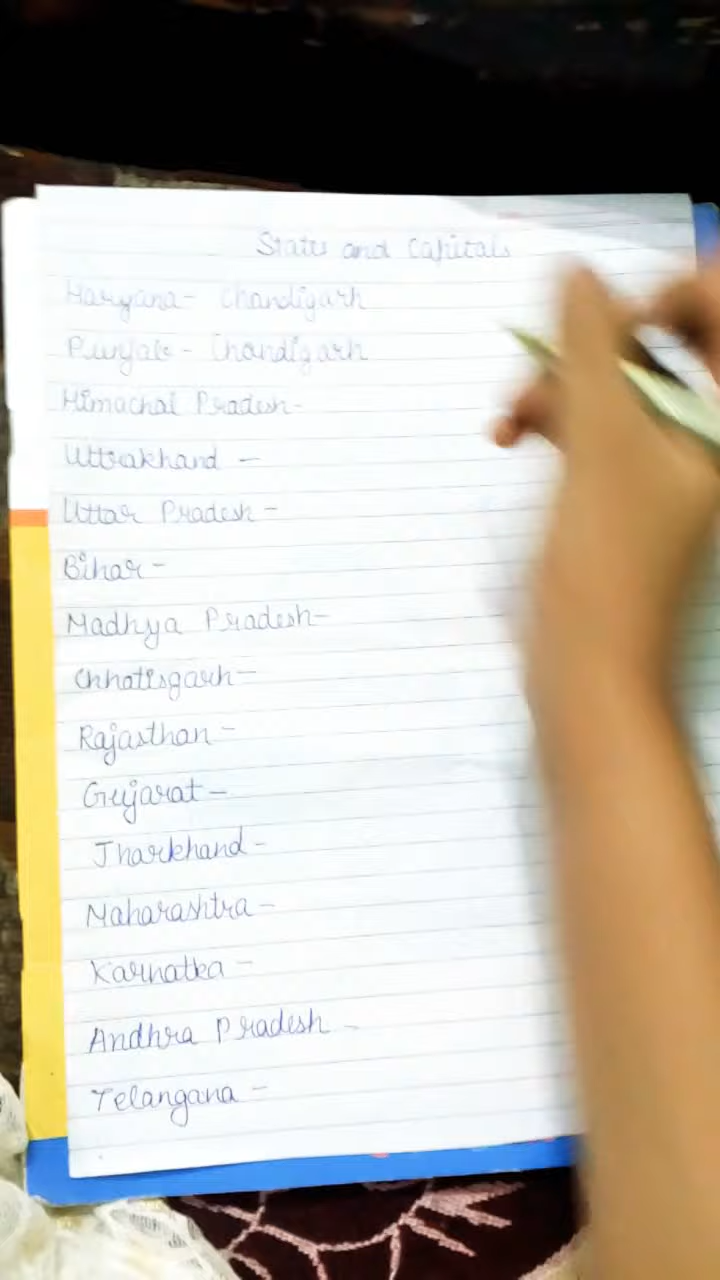 States and Capitals
Haryana- Chandigarh
Punjab - Chandigarh
Himachal Pradesh-
Uttrakhand -
Uttar Pradesh -
Bihar -
Madhya Pradesh-
Chhatisgarh-
Rajasthan -
Gujarat -
Jharkhand -
Maharashtra -
Karnatka -
Andhra Pradesh -
Telangana -